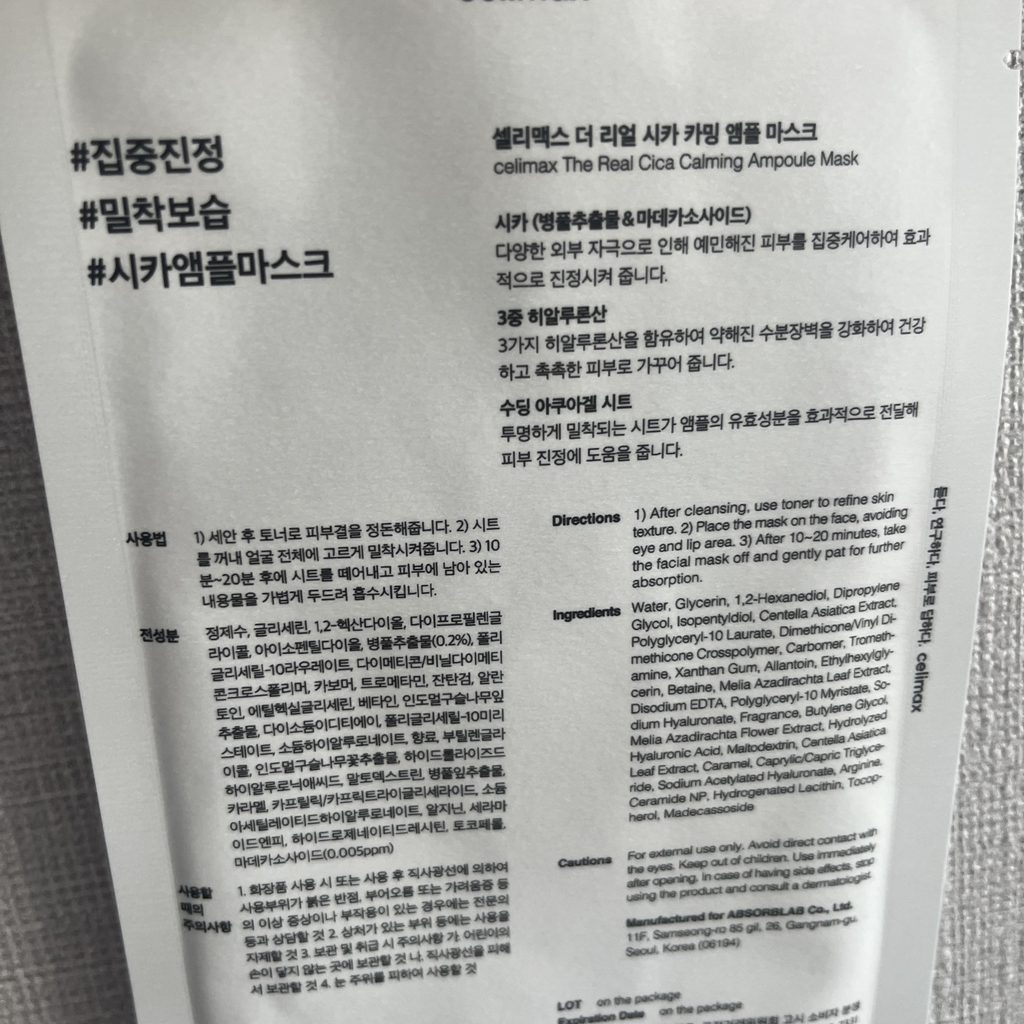 celimax
#집중진정
#밀착보습
#시카앰플마스크
셀리맥스 더 리얼 시카 카밍 앰플 마스크
celimax The Real Cica Calming Ampoule Mask
시카 (병풀추출물&마데카소사이드)
다양한 외부 자극으로 인해 예민해진 피부를 집중케어하여 효과
적으로 진정시켜 줍니다.
3중 히알루론산
3가지 히알루론산을 함유하여 약해진 수분장벽을 강화하여 건강
하고 촉촉한 피부로 가꾸어 줍니다.
수딩 아쿠아겔 시트
투명하게 밀착되는 시트가 앰플의 유효성분을 효과적으로 전달해
피부 진정에 도움을 줍니다.
사용법 1) 세안 후 토너로 피부결을 정돈해줍니다. 2) 시트
를 꺼내 얼굴 전체에 고르게 밀착시켜줍니다. 3) 10
분~20분 후에 시트를 떼어내고 피부에 남아 있는
내용물을 가볍게 두드려 흡수시킵니다.
전성분 정제수, 글리세린, 1,2-헥산다이올, 다이프로필렌글
라이콜, 아이소펜틸다이올, 병풀추출물(0.2%), 폴리
글리세릴-10라우레이트, 다이메티콘/비닐다이메티
콘크로스폴리머, 카보머, 트로메타민, 잔탄검, 알란
토인, 에틸헥실글리세린, 베타인, 인도멀구슬나무잎
추출물, 다이소듐이디티에이, 폴리글리세릴-10미리
스테이트, 소듐하이알루로네이트, 향료, 부틸렌글라
이콜, 인도멀구슬나무꽃추출물, 하이드롤라이즈드
하이알루로닉애씨드, 말토덱스트린, 병풀잎추출물,
카라멜, 카프릴릭/카프릭트라이글리세라이드, 소듐
아세틸레이티드하이알루로네이트, 알지닌, 세라마
이드엔피, 하이드로제네이티드레시틴, 토코페롤,
마데카소사이드(0.005ppm)
사용할
때의
주의사항
1. 화장품 사용 시 또는 사용 후 직사광선에 의하여
사용부위가 붉은 반점, 부어오름 또는 가려움증 등
의 이상 증상이나 부작용이 있는 경우에는 전문의
등과 상담할 것 2. 상처가 있는 부위 등에는 사용을
자제할 것 3. 보관 및 취급 시 주의사항 가. 어린이의
손이 닿지 않는 곳에 보관할 것 나. 직사광선을 피해
서 보관할 것 4. 눈 주위를 피하여 사용할 것
Directions 1) After cleansing, use toner to refine skin
texture. 2) Place the mask on the face, avoiding
eye and lip area. 3) After 10~20 minutes, take
the facial mask off and gently pat for further
absorption.
Ingredients Water, Glycerin, 1,2-Hexanediol, Dipropylene
Glycol, Isopentyldiol, Centella Asiatica Extract,
Polyglyceryl-10 Laurate, Dimethicone/Vinyl Di-
methicone Crosspolymer, Carbomer, Trometh-
amine, Xanthan Gum, Allantoin, Ethylhexylgly-
cerin, Betaine, Melia Azadirachta Leaf Extract,
Disodium EDTA, Polyglyceryl-10 Myristate, So-
dium Hyaluronate, Fragrance, Butylene Glycol,
Melia Azadirachta Flower Extract, Hydrolyzed
Hyaluronic Acid, Maltodextrin, Centella Asiatica
Leaf Extract, Caramel, Caprylic/Capric Triglyce-
ride, Sodium Acetylated Hyaluronate, Arginine,
Ceramide NP, Hydrogenated Lecithin, Tocop-
herol, Madecassoside
Cautions For external use only. Avoid direct contact with
the eyes. Keep out of children. Use immediately
after opening. In case of having side effects, stop
using the product and consult a dermatologist.
Manufactured for ABSORBLAB Co., Ltd.
11F, Samseong-ro 85 gil, 26, Gangnam-gu,
Seoul, Korea (06194)
LOT on the package
Expiration Date on the package
고시 소비자 분쟁
듣다, 연구하다, 피부로 답하다. celimax